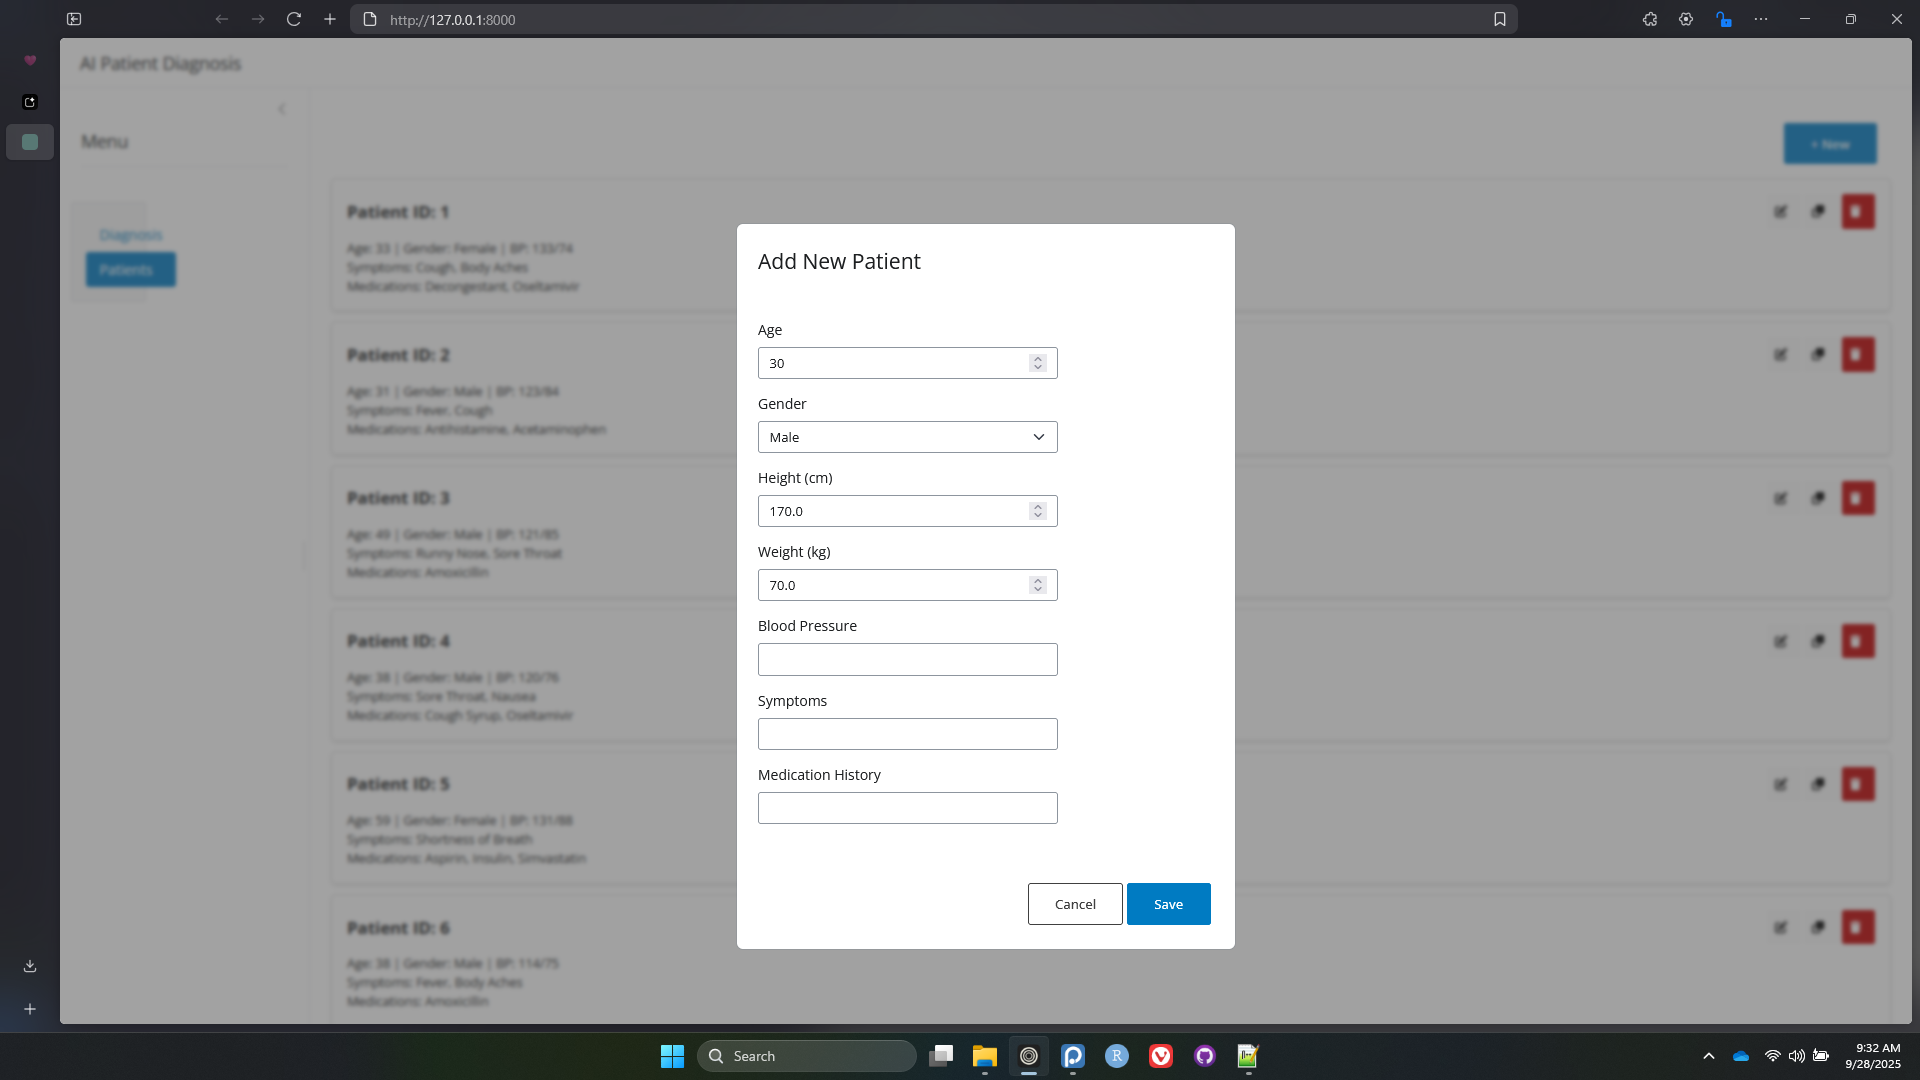 http://127.0.0.1:8000
AI Patient Diagnosis
Menu
Diagnosis
Patients
+ New
Patient ID: 1
Age: 33 | Gender: Female | BP: 133/74
Symptoms: Cough, Body Aches
Medications: Decongestant, Oseltamivir
Patient ID: 2
Age: 31 | Gender: Male | BP: 123/84
Symptoms: Fever, Cough
Medications: Antihistamine, Acetaminophen
Patient ID: 3
Age: 49 | Gender: Male | BP: 121/85
Symptoms: Runny Nose, Sore Throat
Medications: Amoxicillin
Patient ID: 4
Age: 38 | Gender: Male | BP: 120/76
Symptoms: Sore Throat, Nausea
Medications: Cough Syrup, Oseltamivir
Patient ID: 5
Age: 59 | Gender: Female | BP: 131/88
Symptoms: Shortness of Breath
Medications: Aspirin, Insulin, Simvastatin
Patient ID: 6
Age: 38 | Gender: Male | BP: 114/75
Symptoms: Fever, Body Aches
Medications: Amoxicillin
Add New Patient
Age
30
Gender
Male
Height (cm)
170.0
Weight (kg)
70.0
Blood Pressure
Symptoms
Medication History
Cancel
Save
Search
9:32 AM
9/28/2025